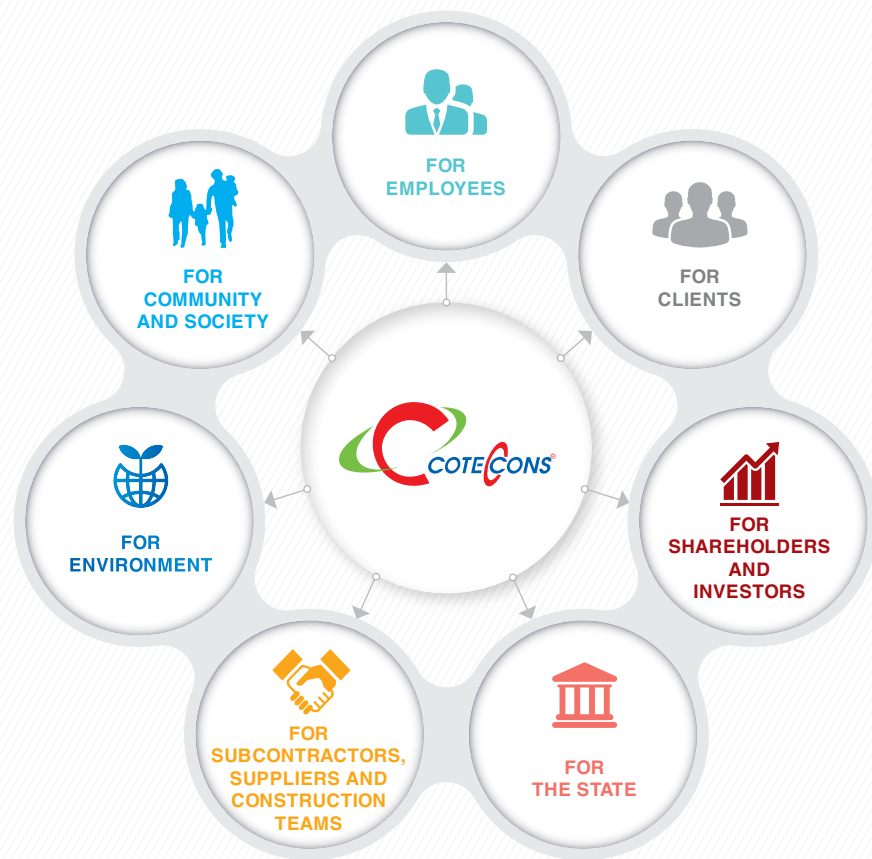 FOR
EMPLOYEES
FOR
CLIENTS
FOR
SHAREHOLDERS
AND
INVESTORS
FOR
THE STATE
FOR
SUBCONTRACTORS,
SUPPLIERS AND
CONSTRUCTION
TEAMS
FOR
ENVIRONMENT
FOR
COMMUNITY
AND SOCIETY
COTECCONS®